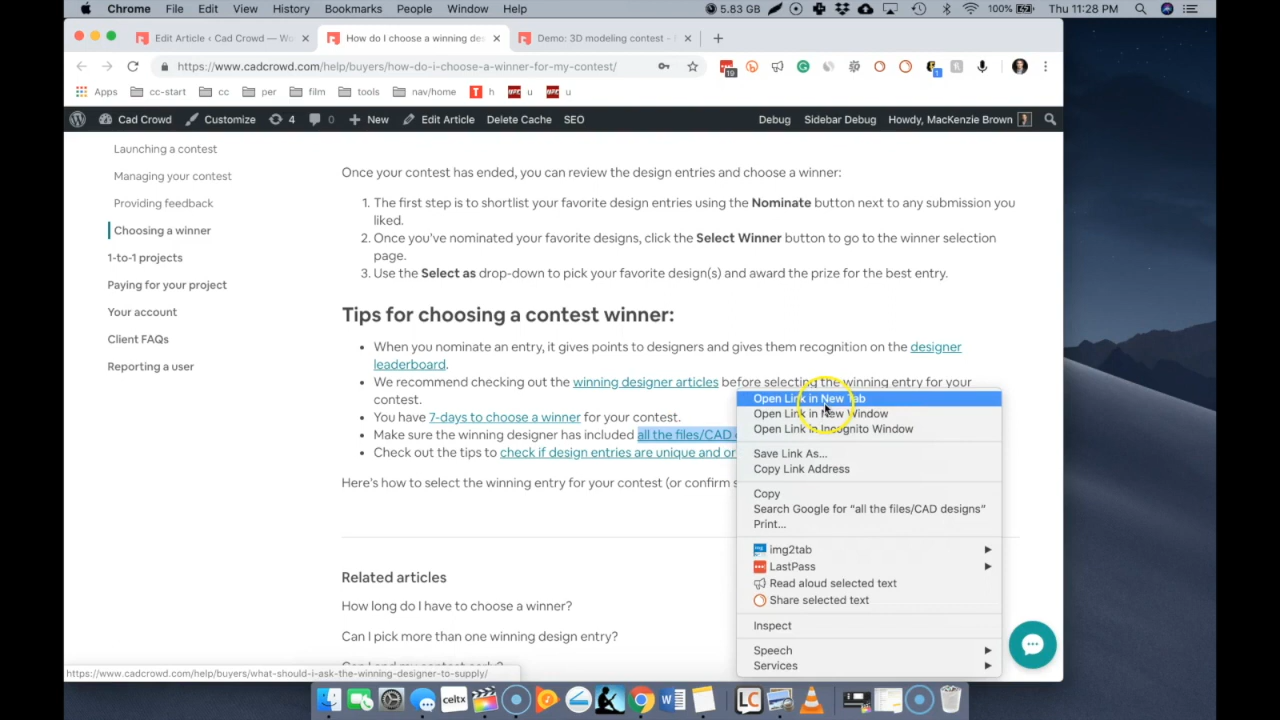 Chrome File Edit View History Bookmarks People Window Help 5.83 GB 100% Thu 11:28 PM
Edit Article ‹ Cad Crowd — Wo
How do I choose a winning des
Demo: 3D modeling contest -
https://www.cadcrowd.com/help/buyers/how-do-i-choose-a-winner-for-my-contest/
19
1
Apps cc-start cc per film tools nav/home h u u
Cad Crowd Customize 4 0 New Edit Article Delete Cache SEO Debug Sidebar Debug Howdy, MacKenzie Brown
Launching a contest
Managing your contest
Providing feedback
Choosing a winner
1-to-1 projects
Paying for your project
Your account
Client FAQs
Reporting a user
Once your contest has ended, you can review the design entries and choose a winner:
1. The first step is to shortlist your favorite design entries using the Nominate button next to any submission you
liked.
2. Once you've nominated your favorite designs, click the Select Winner button to go to the winner selection
page.
3. Use the Select as drop-down to pick your favorite design(s) and award the prize for the best entry.
Tips for choosing a contest winner:
• When you nominate an entry, it gives points to designers and gives them recognition on the designer
leaderboard.
• We recommend checking out the winning designer articles before selecting the winning entry for your
contest.
• You have 7-days to choose a winner for your contest.
• Make sure the winning designer has included all the files/CAD
• Check out the tips to check if design entries are unique and or
Here's how to select the winning entry for your contest (or confirm s
Related articles
How long do I have to choose a winner?
Can I pick more than one winning design entry?
Open Link in New Tab
Open Link in New Window
Open Link in Incognito Window
Save Link As...
Copy Link Address
Copy
Search Google for "all the files/CAD designs"
Print...
img2tab
LastPass
Read aloud selected text
Share selected text
Inspect
Speech
Services
https://www.cadcrowd.com/help/buyers/what-should-i-ask-the-winning-designer-to-supply/
celtx
LC